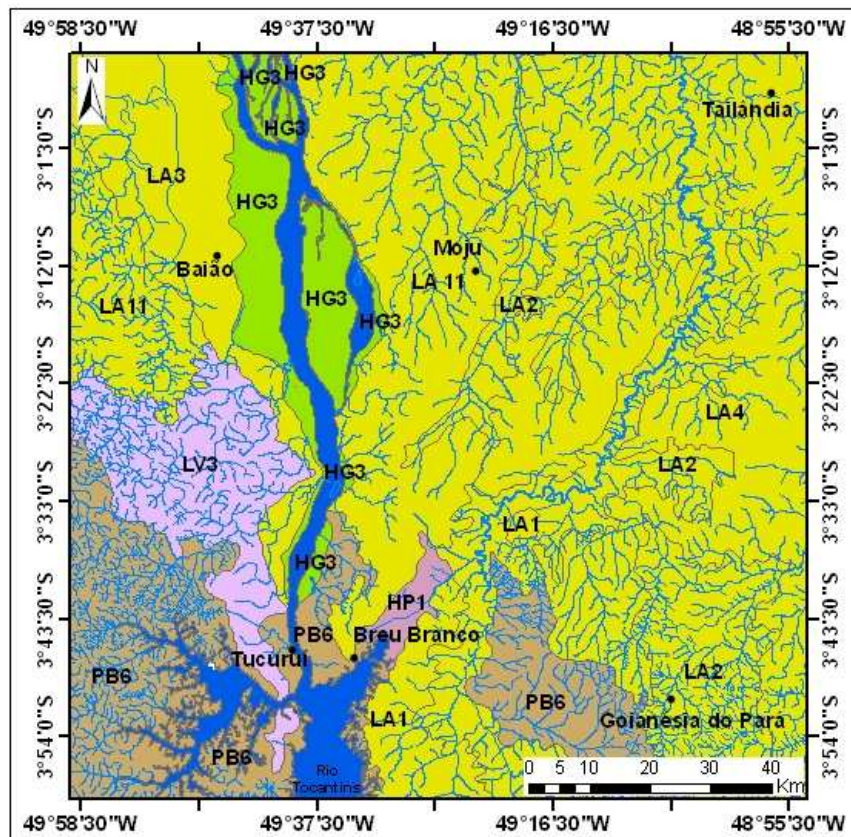 49°58'30"W 49°37'30"W 49°16'30"W 48°55'30"W
N
HG3 HG3
Tailândia
HG3
3°1'30"S 3°1'30"S
LA3
HG3
Moju
3°12'0"S 3°12'0"S
Baião
LA 11
HG3
LA2
LA11
HG3
3°22'30"S 3°22'30"S
LA4
LV3
HG3
LA2
3°33'0"S 3°33'0"S
LA1
HG3
HP1
3°43'30"S 3°43'30"S
PB6
Breu Branco
Tucuruí
PB6
LA2
PB6
LA1
Goianesia do Pará
3°54'0"S 3°54'0"S
PB6
Rio
Tocantins
0 5 10 20 30 40
Km
49°58'30"W 49°37'30"W 49°16'30"W 48°55'30"W